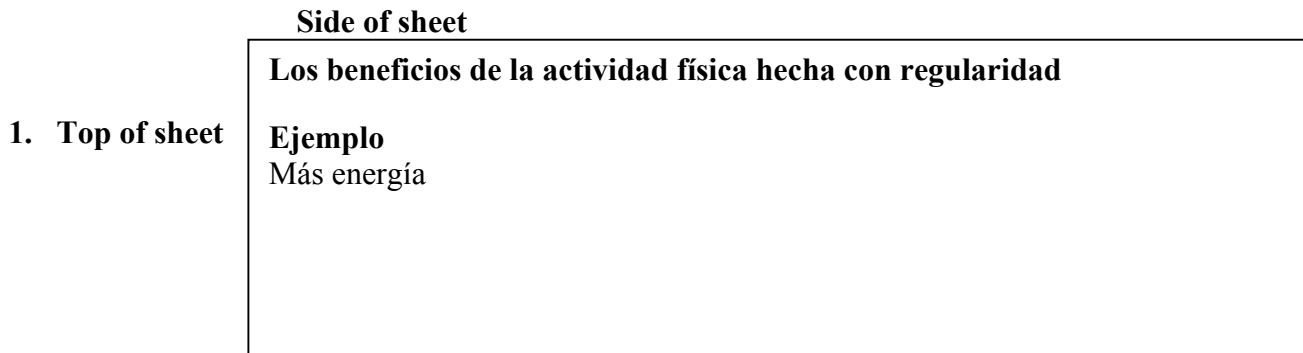 Side of sheet
Los beneficios de la actividad física hecha con regularidad
1. Top of sheet
Ejemplo
Más energía